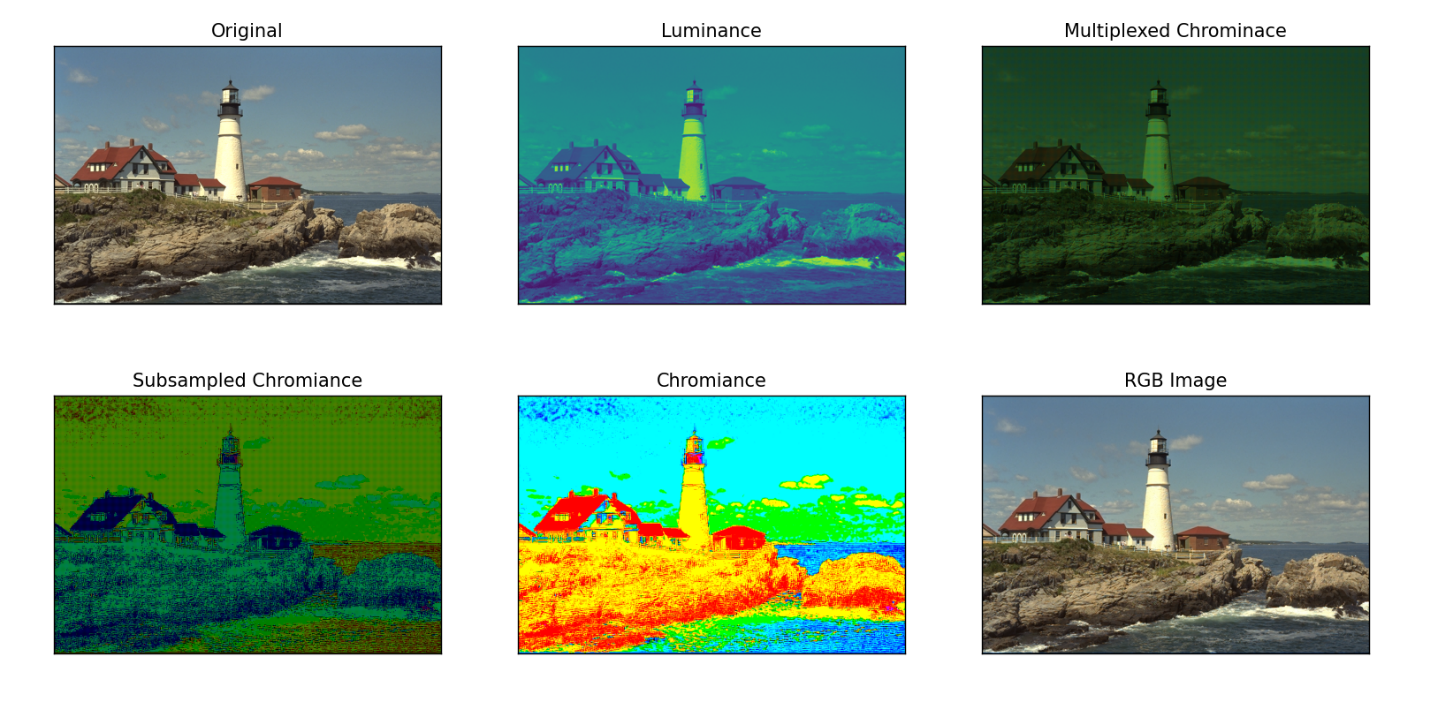 Original
Luminance
Multiplexed Chrominace
Subsampled Chromiance
Chromiance
RGB Image